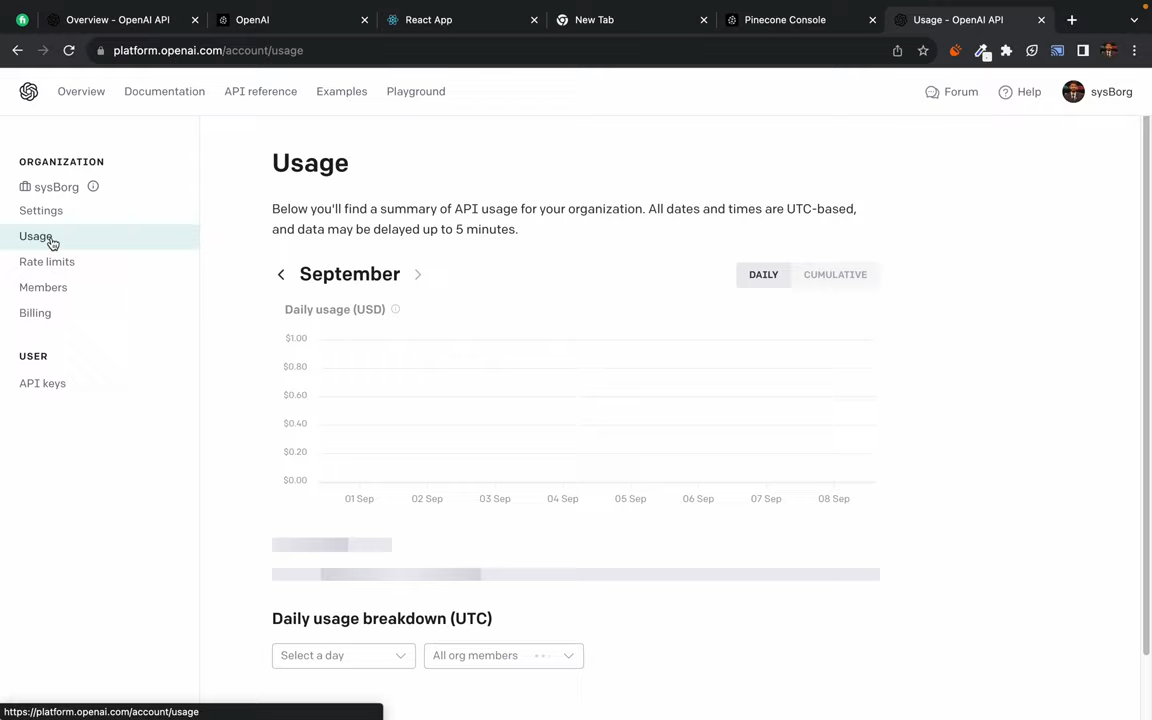 Overview - OpenAI API
OpenAI
React App
New Tab
Pinecone Console
Usage - OpenAI API
platform.openai.com/account/usage
Overview
Documentation
API reference
Examples
Playground
Forum
Help
sysBorg
ORGANIZATION
sysBorg
Settings
Usage
Rate limits
Members
Billing
USER
API keys
Usage
Below you'll find a summary of API usage for your organization. All dates and times are UTC-based,
and data may be delayed up to 5 minutes.
September
DAILY
CUMULATIVE
Daily usage (USD)
$1.00
$0.80
$0.60
$0.40
$0.20
$0.00
01 Sep
02 Sep
03 Sep
04 Sep
05 Sep
06 Sep
07 Sep
08 Sep
Daily usage breakdown (UTC)
Select a day
All org members
https://platform.openai.com/account/usage